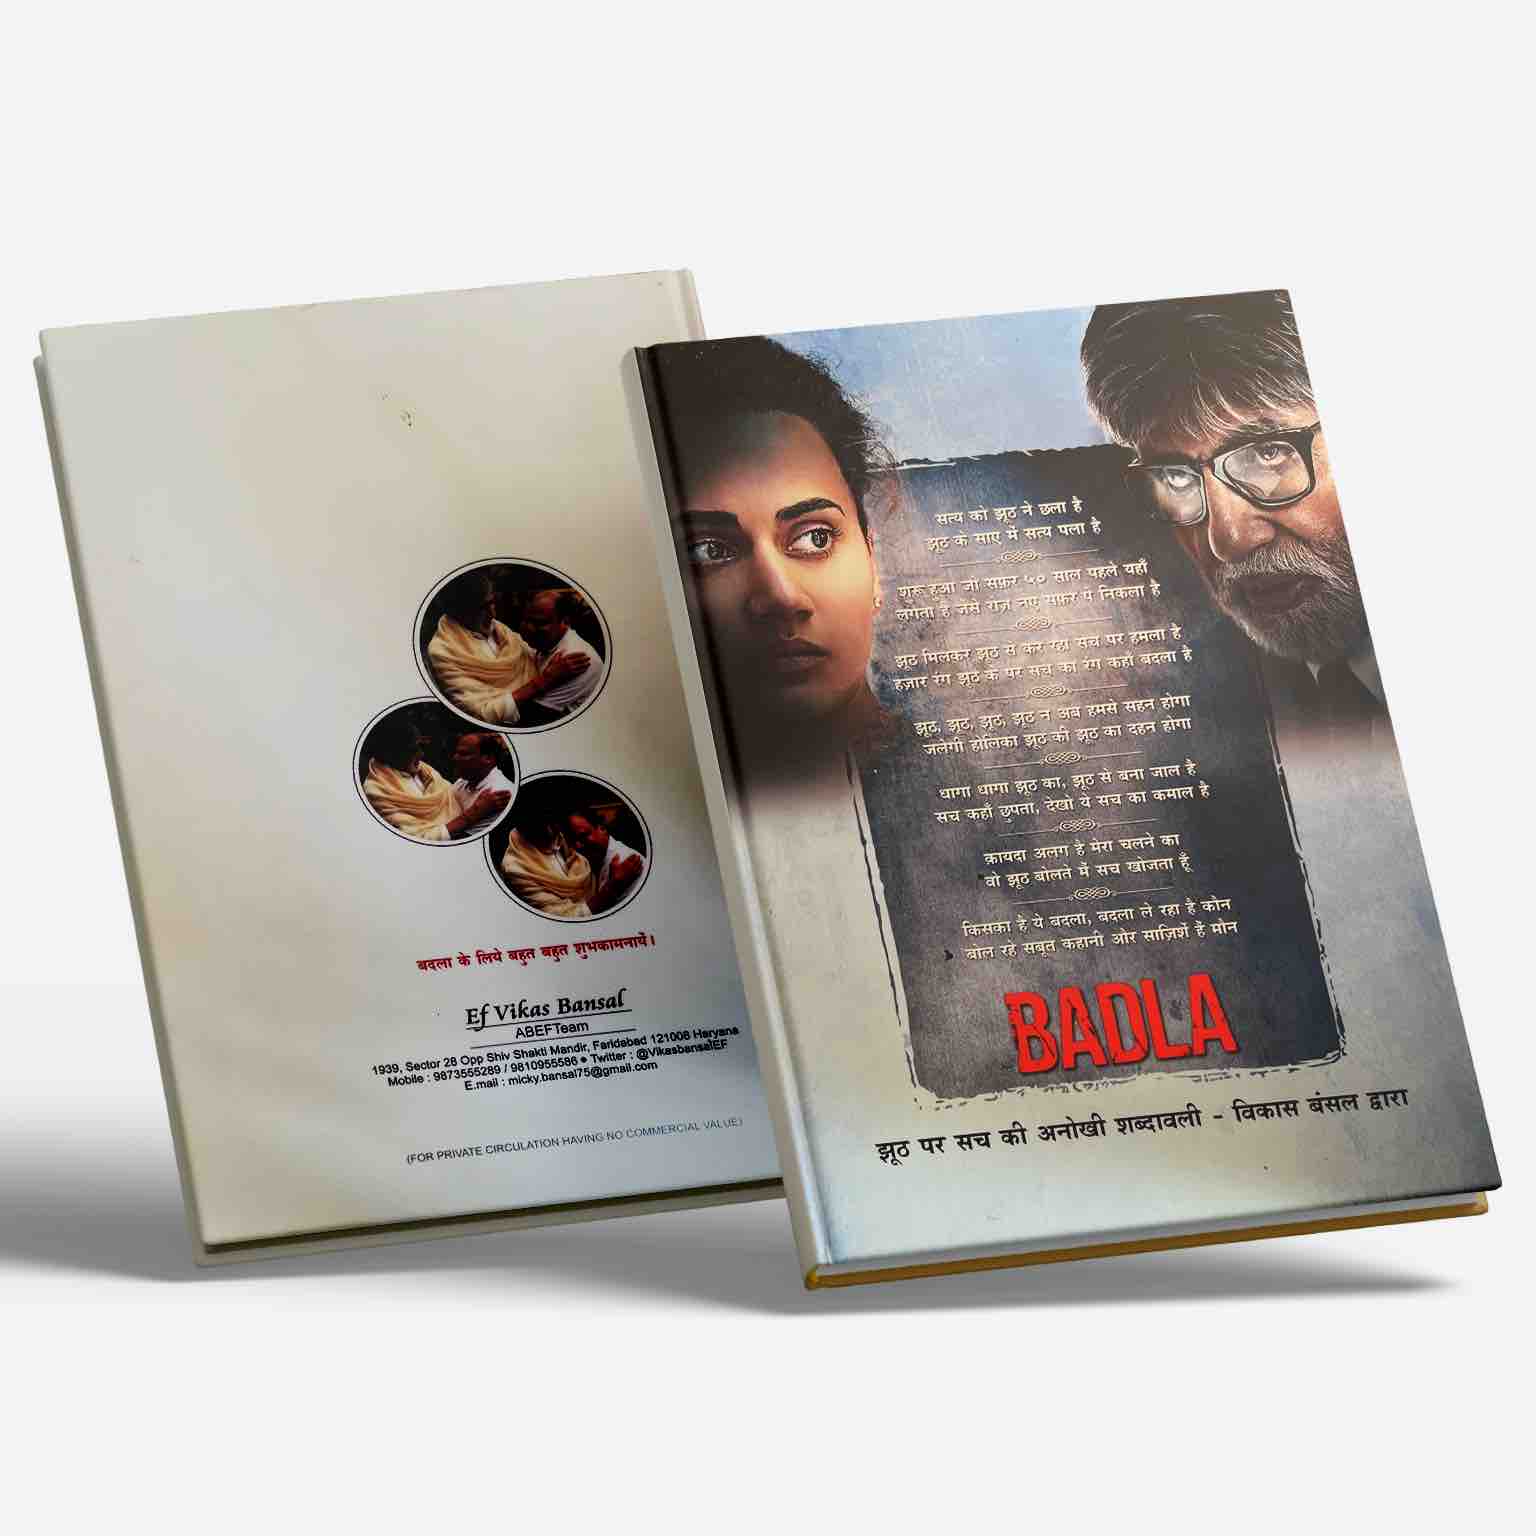 बदला के लिये बहुत बहुत शुभकामनायें।
Ef Vikas Bansal
ABEFTeam
1939, Sector 28 Opp Shiv Shakti Mandir, Faridabad 121008 Haryana
Mobile : 9873555289 / 9810955586 ● Twitter : @VikasbansalEF
E.mail : micky.bansal75@gmail.com
(FOR PRIVATE CIRCULATION HAVING NO COMMERCIAL VALUE)
सत्य को झूठ ने छला है
झूठ के साए में सत्य पला है
शुरू हुआ जो सफ़र ५० साल पहले यहाँ
लगता है जैसे राज़ नए सफ़र पे निकला है
झूठ मिलकर झूठ से कर रहा सच पर हमला है
हज़ार रंग झूठ के पर सच का रंग कहाँ बदला है
झूठ, झूठ, झूठ, झूठ न अब हमसे सहन होगा
जलेगी होलिका झूठ की झूठ का दहन होगा
धागा धागा झूठ का, झूठ से बना जाल है
सच कहाँ छुपता, देखो ये सच का कमाल है
क़ायदा अलग है मेरा चलने का
वो झूठ बोलते में सच खोजता हूँ
किसका है ये बदला, बदला ले रहा है कौन
बोल रहे सबूत कहानी और साज़िशें हैं मौन
BADLA
झूठ पर सच की अनोखी शब्दावली - विकास बंसल द्वारा